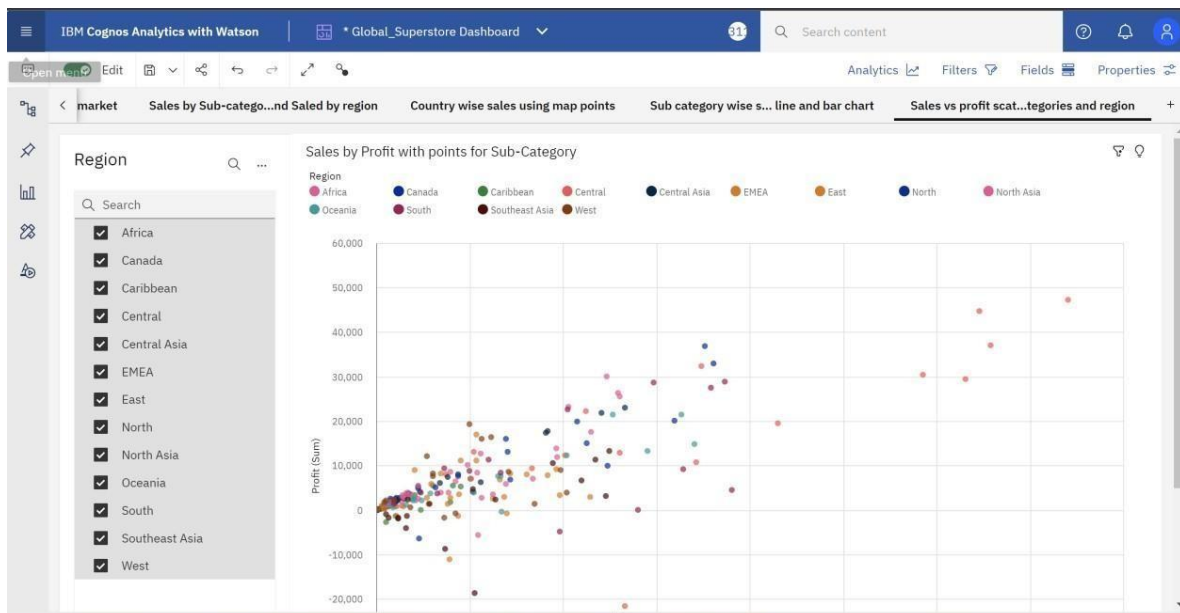 IBM Cognos Analytics with Watson
* Global_Superstore Dashboard
Search content
Open menu
Edit
Analytics
Filters
Fields
Properties
market
Sales by Sub-catego...nd Saled by region
Country wise sales using map points
Sub category wise s... line and bar chart
Sales vs profit scat...tegories and region
+
Region
...
Search
Africa
Canada
Caribbean
Central
Central Asia
EMEA
East
North
North Asia
Oceania
South
Southeast Asia
West
Sales by Profit with points for Sub-Category
Region
Africa Canada Caribbean Central Central Asia EMEA East North North Asia
Oceania South Southeast Asia West
Profit (Sum)
60,000
50,000
40,000
30,000
20,000
10,000
0
-10,000
-20,000